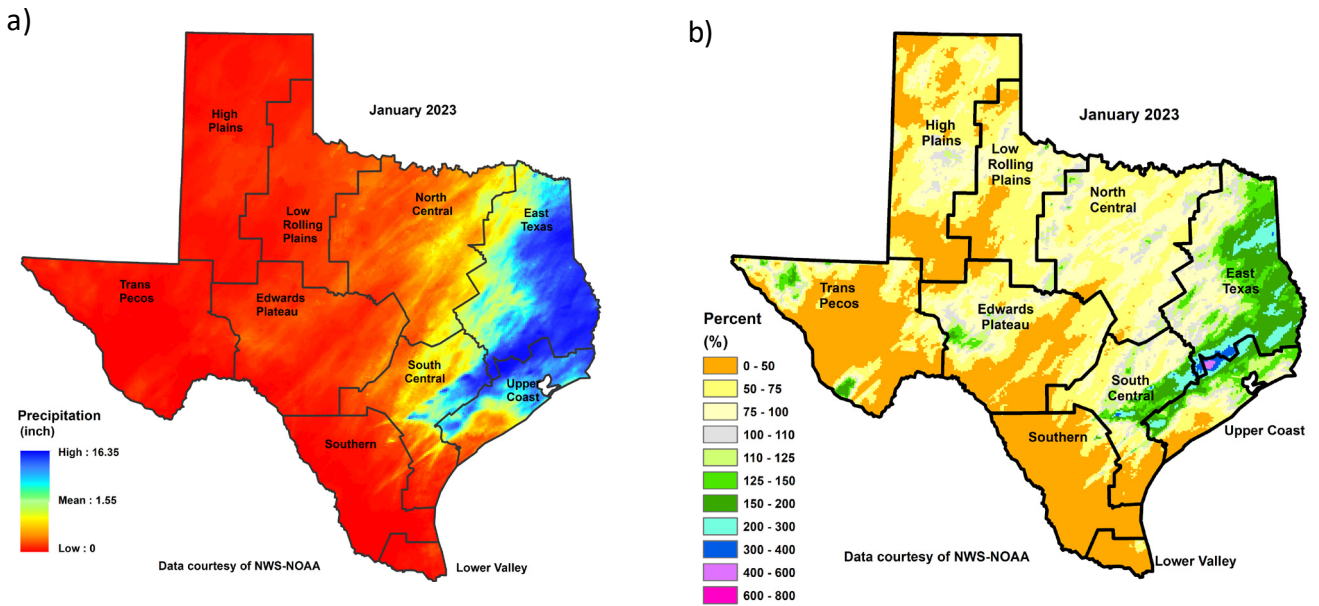 a)
January 2023
High
Plains
North
Central
Low
Rolling
Plains
East
Texas
Trans
Pecos
Edwards
Plateau
South
Central
Upper
Coast
Southern
Precipitation
(inch)
High : 16.35
Mean : 1.55
Low : 0
Data courtesy of NWS-NOAA
Lower Valley
b)
January 2023
High
Plains
Low
Rolling
Plains
North
Central
East
Texas
Trans
Pecos
Edwards
Plateau
South
Central
Upper Coast
Southern
Percent
(%)
0 - 50
50 - 75
75 - 100
100 - 110
110 - 125
125 - 150
150 - 200
200 - 300
300 - 400
400 - 600
600 - 800
Data courtesy of NWS-NOAA
Lower Valley